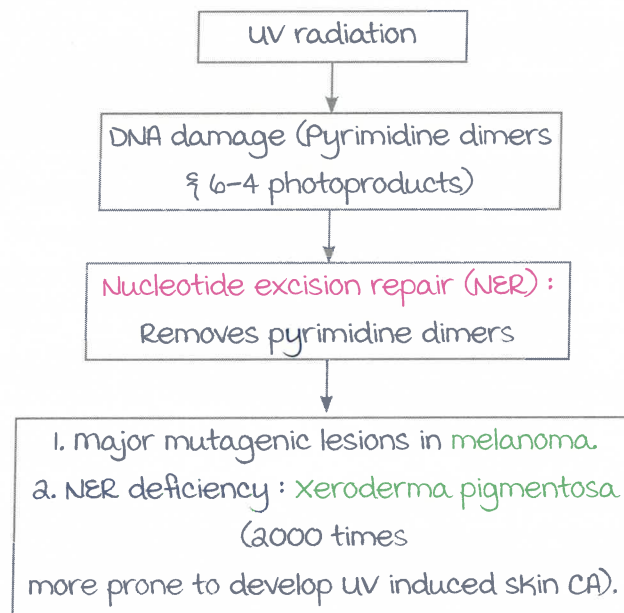 UV radiation
DNA damage (Pyrimidine dimers
& 6-4 photoproducts)
Nucleotide excision repair (NER) :
Removes pyrimidine dimers
1. Major mutagenic lesions in melanoma.
2. NER deficiency : Xeroderma pigmentosa
(2000 times
more prone to develop UV induced skin CA).